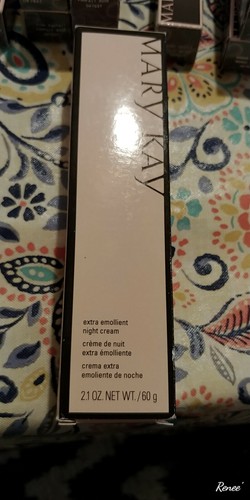 MARY KAY
extra emollient
night cream
crème de nuit
extra émolliente
crema extra
emoliente de noche
2.1 OZ. NET WT. / 60 g
Renee